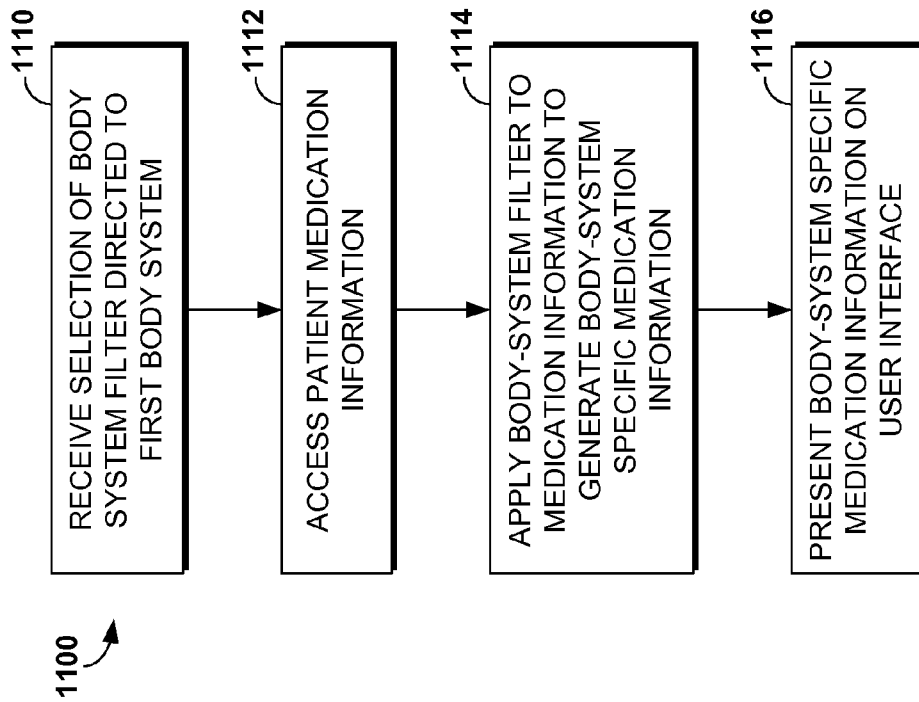 1100
1110
RECEIVE SELECTION OF BODY
SYSTEM FILTER DIRECTED TO
FIRST BODY SYSTEM
1112
ACCESS PATIENT MEDICATION
INFORMATION
1114
APPLY BODY-SYSTEM FILTER TO
MEDICATION INFORMATION TO
GENERATE BODY-SYSTEM
SPECIFIC MEDICATION
INFORMATION
1116
PRESENT BODY-SYSTEM SPECIFIC
MEDICATION INFORMATION ON
USER INTERFACE